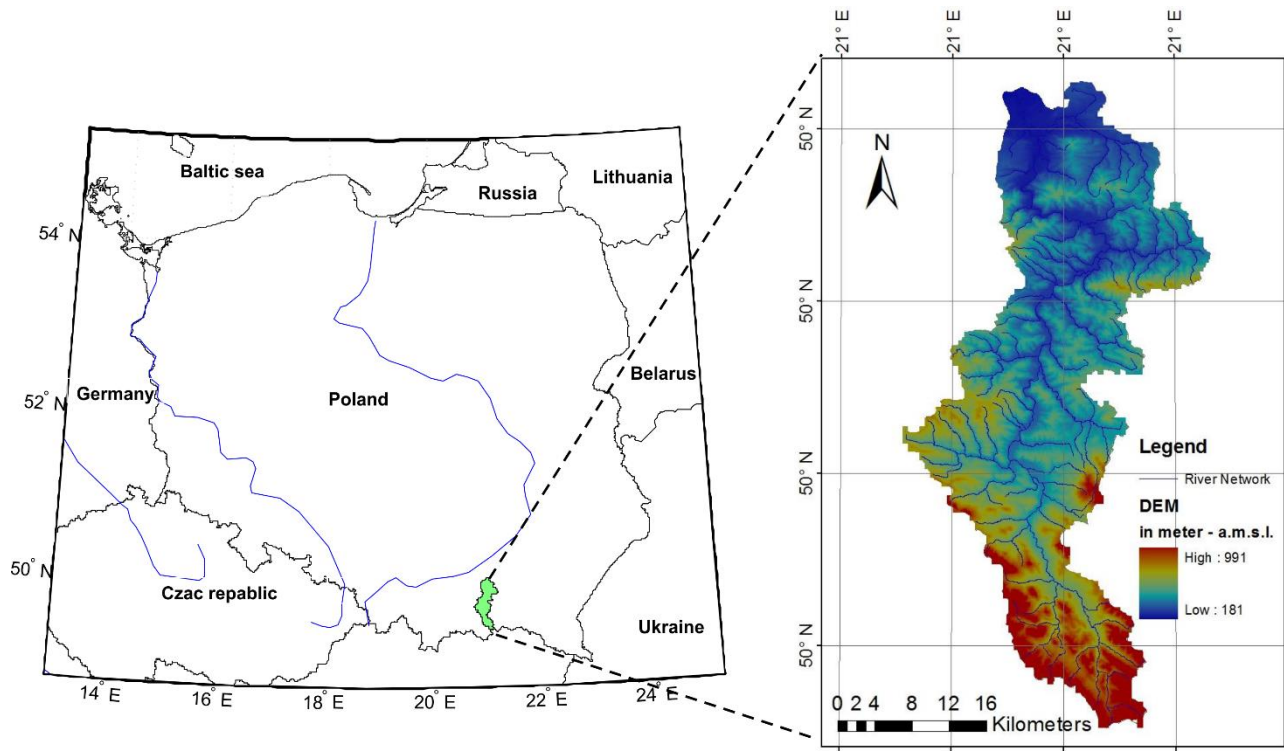 Baltic sea
Russia
Lithuania
54° N
Belarus
Germany
Poland
52° N
50° N
Czac repablic
Ukraine
14° E
16° E
18° E
20° E
22° E
24° E
21° E
21° E
21° E
21° E
50° N
50° N
50° N
50° N
N
Legend
River Network
DEM
in meter - a.m.s.l.
High : 991
Low : 181
0 2 4 8 12 16
Kilometers